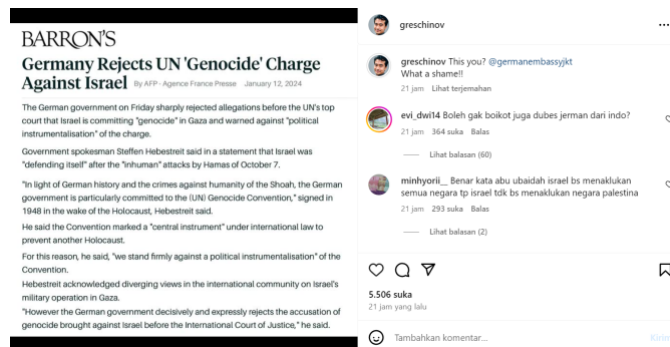 BARRON'S
Germany Rejects UN 'Genocide' Charge
Against Israel By AFP - Agence France Presse January 12, 2024
The German government on Friday sharply rejected allegations before the UN's top
court that Israel is committing "genocide" in Gaza and warned against "political
instrumentalisation" of the charge.
Government spokesman Steffen Hebestreit said in a statement that Israel was
"defending itself" after the "inhuman" attacks by Hamas of October 7.
"In light of German history and the crimes against humanity of the Shoah, the German
government is particularly committed to the (UN) Genocide Convention," signed in
1948 in the wake of the Holocaust, Hebestreit said.
He said the Convention marked a "central instrument" under international law to
prevent another Holocaust.
For this reason, he said, "we stand firmly against a political instrumentalisation" of the
Convention.
Hebestreit acknowledged diverging views in the international community on Israel's
military operation in Gaza.
"However the German government decisively and expressly rejects the accusation of
genocide brought against Israel before the International Court of Justice," he said.
greschinov
greschinov This you? @germanembassyjkt
What a shame!!
21 jam Lihat terjemahan
evi_dwi14 Boleh gak boikot juga dubes jerman dari indo?
21 jam 364 suka Balas
Lihat balasan (60)
minhyorii__ Benar kata abu ubaidah israel bs menaklukan
semua negara tp israel tdk bs menaklukan negara palestina
21 jam 293 suka Balas
Lihat balasan (2)
5.506 suka
21 jam yang lalu
Tambahkan komentar...
Kirim